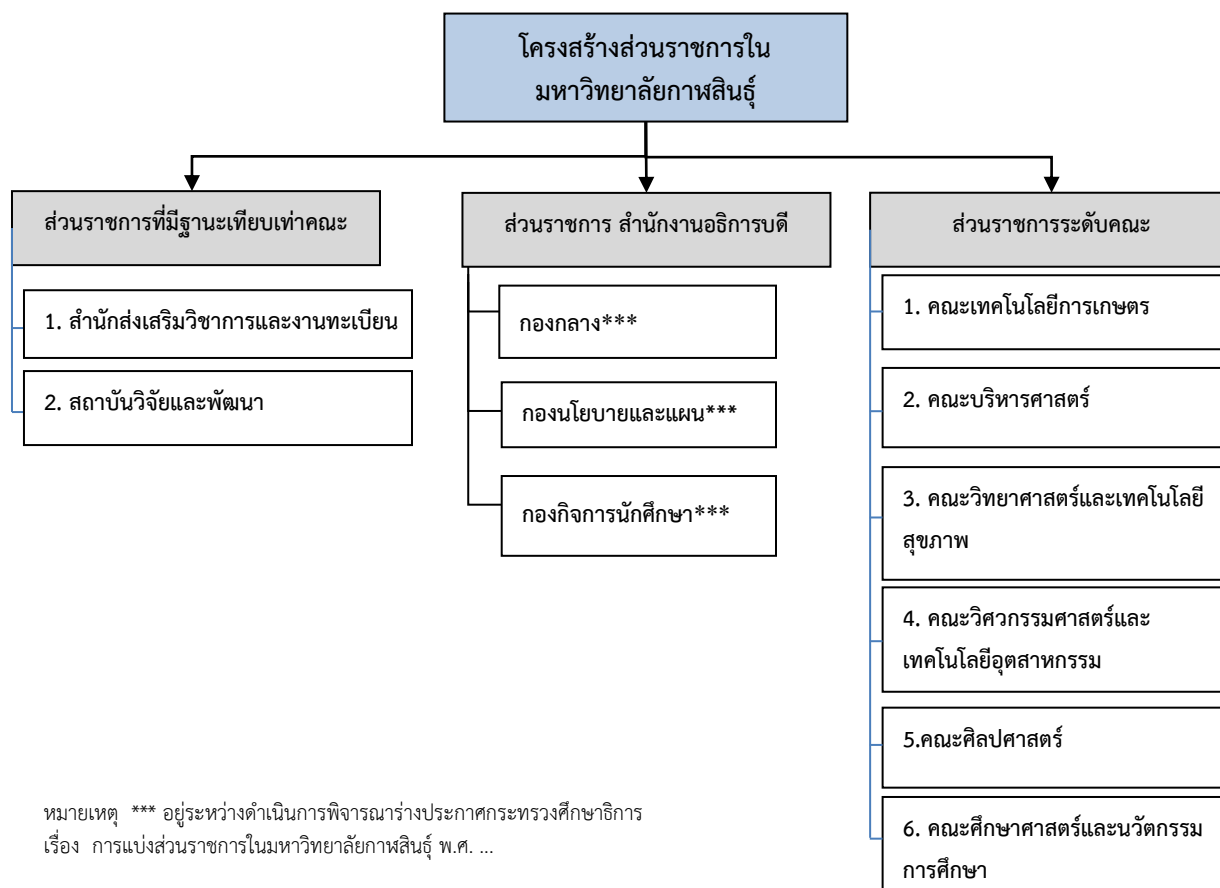 โครงสร้างส่วนราชการใน
มหาวิทยาลัยกาฬสินธุ์
ส่วนราชการที่มีฐานะเทียบเท่าคณะ
1. สำนักส่งเสริมวิชาการและงานทะเบียน
2. สถาบันวิจัยและพัฒนา
ส่วนราชการ สำนักงานอธิการบดี
กองกลาง***
กองนโยบายและแผน***
กองกิจการนักศึกษา***
ส่วนราชการระดับคณะ
1. คณะเทคโนโลยีการเกษตร
2. คณะบริหารศาสตร์
3. คณะวิทยาศาสตร์และเทคโนโลยี
สุขภาพ
4. คณะวิศวกรรมศาสตร์และ
เทคโนโลยีอุตสาหกรรม
5.คณะศิลปศาสตร์
6. คณะศึกษาศาสตร์และนวัตกรรม
การศึกษา
หมายเหตุ *** อยู่ระหว่างดำเนินการพิจารณาร่างประกาศกระทรวงศึกษาธิการ
เรื่อง การแบ่งส่วนราชการในมหาวิทยาลัยกาฬสินธุ์ พ.ศ. ...